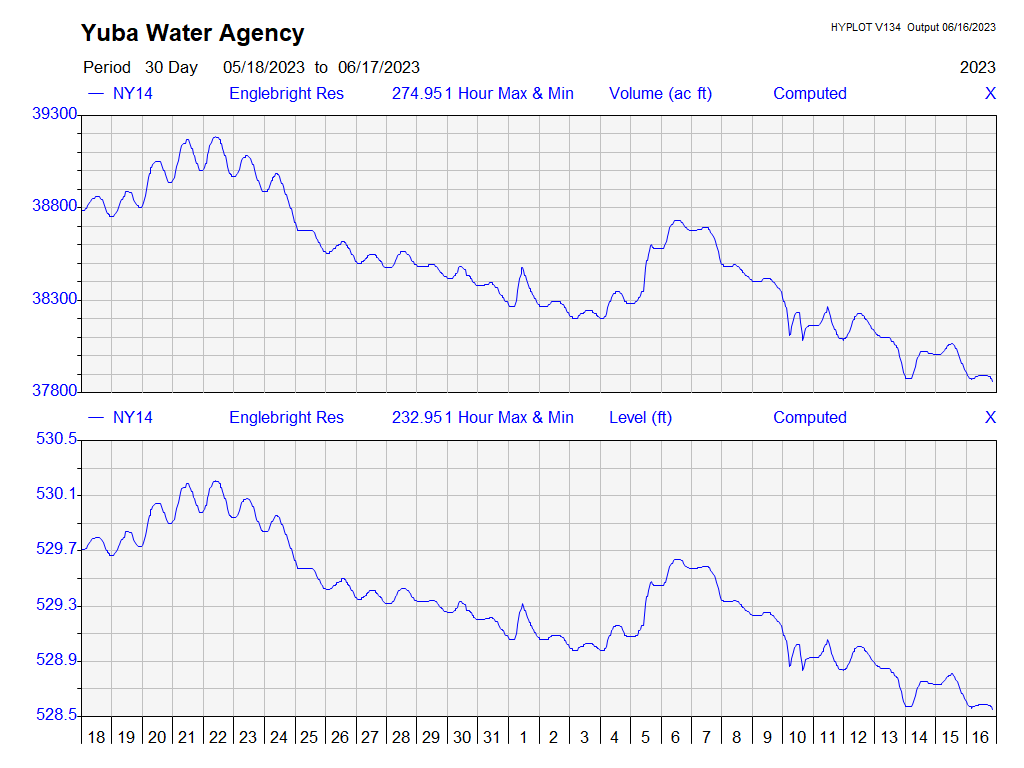 Yuba Water Agency
HYPLOT V134 Output 06/16/2023
Period 30 Day 05/18/2023 to 06/17/2023 2023
NY14 Englebright Res 274.951 Hour Max & Min Volume (ac ft) Computed X
39300
38800
38300
37800
NY14 Englebright Res 232.951 Hour Max & Min Level (ft) Computed X
530.5
530.1
529.7
529.3
528.9
528.5
18 19 20 21 22 23 24 25 26 27 28 29 30 31 1 2 3 4 5 6 7 8 9 10 11 12 13 14 15 16